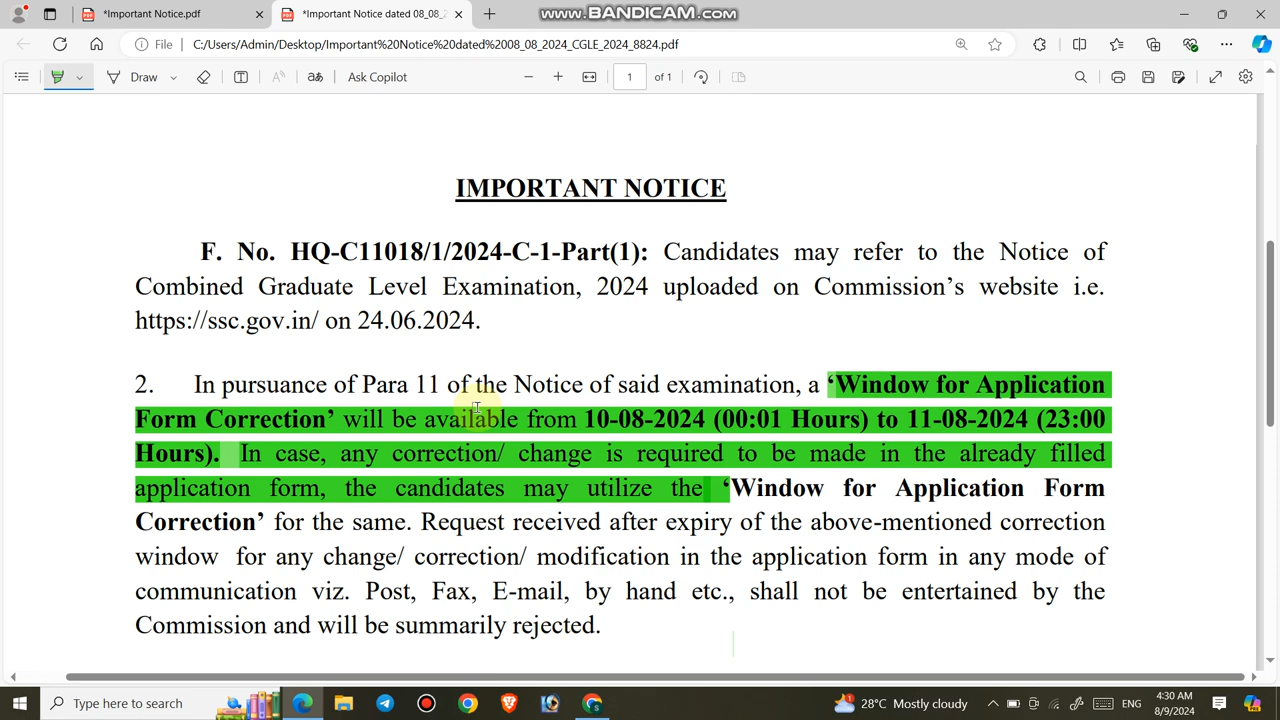 *Important Notice.pdf
*Important Notice dated 08_08_2
www.BANDICAM.com
File
C:/Users/Admin/Desktop/Important%20Notice%20dated%2008_08_2024_CGLE_2024_8824.pdf
Draw
Ask Copilot
1 of 1
IMPORTANT NOTICE
F. No. HQ-C11018/1/2024-C-1-Part(1): Candidates may refer to the Notice of
Combined Graduate Level Examination, 2024 uploaded on Commission’s website i.e.
https://ssc.gov.in/ on 24.06.2024.
2. In pursuance of Para 11 of the Notice of said examination, a ‘Window for Application
Form Correction’ will be available from 10-08-2024 (00:01 Hours) to 11-08-2024 (23:00
Hours). In case, any correction/ change is required to be made in the already filled
application form, the candidates may utilize the ‘Window for Application Form
Correction’ for the same. Request received after expiry of the above-mentioned correction
window for any change/ correction/ modification in the application form in any mode of
communication viz. Post, Fax, E-mail, by hand etc., shall not be entertained by the
Commission and will be summarily rejected.
Type here to search
28°C Mostly cloudy
ENG
4:30 AM
8/9/2024